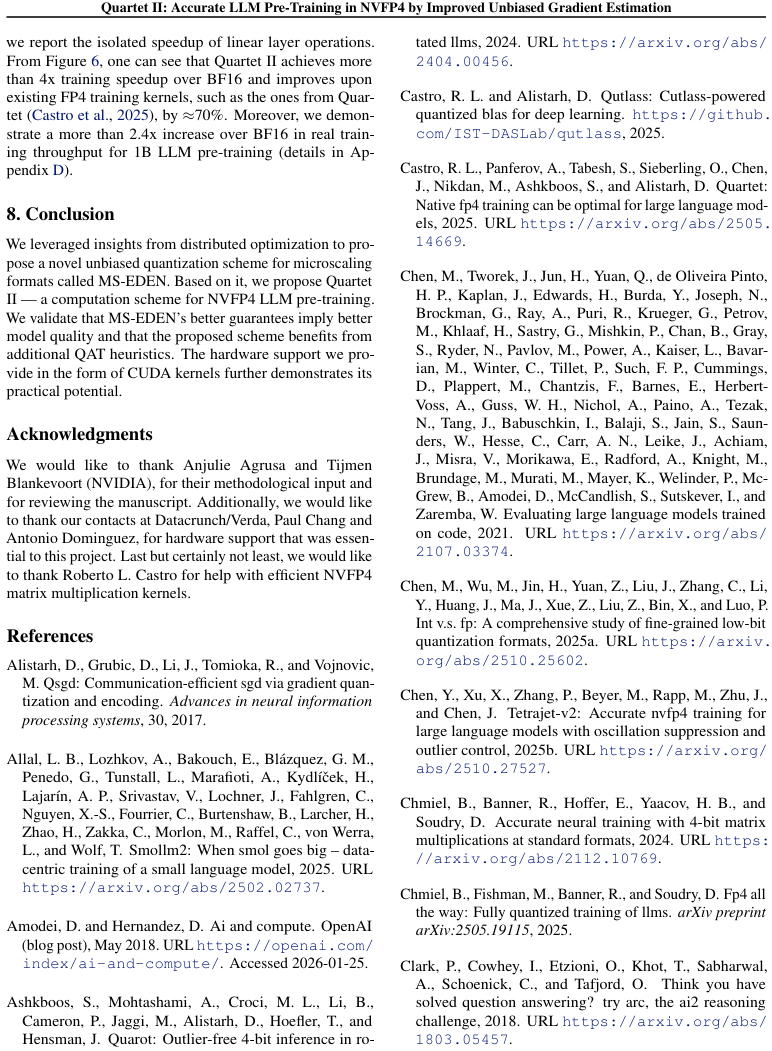 Quartet II: Accurate LLM Pre-Training in NVFP4 by Improved Unbiased Gradient Estimation
we report the isolated speedup of linear layer operations.
From Figure 6, one can see that Quartet II achieves more
than 4x training speedup over BF16 and improves upon
existing FP4 training kernels, such as the ones from Quar-
tet (Castro et al., 2025), by ≈70%. Moreover, we demon-
strate a more than 2.4x increase over BF16 in real train-
ing throughput for 1B LLM pre-training (details in Ap-
pendix D).
8. Conclusion
We leveraged insights from distributed optimization to pro-
pose a novel unbiased quantization scheme for microscaling
formats called MS-EDEN. Based on it, we propose Quartet
II — a computation scheme for NVFP4 LLM pre-training.
We validate that MS-EDEN's better guarantees imply better
model quality and that the proposed scheme benefits from
additional QAT heuristics. The hardware support we pro-
vide in the form of CUDA kernels further demonstrates its
practical potential.
Acknowledgments
We would like to thank Anjulie Agrusa and Tijmen
Blankevoort (NVIDIA), for their methodological input and
for reviewing the manuscript. Additionally, we would like
to thank our contacts at Datacrunch/Verda, Paul Chang and
Antonio Dominguez, for hardware support that was essen-
tial to this project. Last but certainly not least, we would like
to thank Roberto L. Castro for help with efficient NVFP4
matrix multiplication kernels.
References
Alistarh, D., Grubic, D., Li, J., Tomioka, R., and Vojnovic,
M. Qsgd: Communication-efficient sgd via gradient quan-
tization and encoding. Advances in neural information
processing systems, 30, 2017.
Allal, L. B., Lozhkov, A., Bakouch, E., Blázquez, G. M.,
Penedo, G., Tunstall, L., Marafioti, A., Kydlíček, H.,
Lajarín, A. P., Srivastav, V., Lochner, J., Fahlgren, C.,
Nguyen, X.-S., Fourrier, C., Burtenshaw, B., Larcher, H.,
Zhao, H., Zakka, C., Morlon, M., Raffel, C., von Werra,
L., and Wolf, T. Smollm2: When smol goes big – data-
centric training of a small language model, 2025. URL
https://arxiv.org/abs/2502.02737.
Amodei, D. and Hernandez, D. Ai and compute. OpenAI
(blog post), May 2018. URL https://openai.com/
index/ai-and-compute/. Accessed 2026-01-25.
Ashkboos, S., Mohtashami, A., Croci, M. L., Li, B.,
Cameron, P., Jaggi, M., Alistarh, D., Hoefler, T., and
Hensman, J. Quarot: Outlier-free 4-bit inference in ro-
tated llms, 2024. URL https://arxiv.org/abs/
2404.00456.
Castro, R. L. and Alistarh, D. Qutlass: Cutlass-powered
quantized blas for deep learning. https://github.
com/IST-DASLab/qutlass, 2025.
Castro, R. L., Panferov, A., Tabesh, S., Sieberling, O., Chen,
J., Nikdan, M., Ashkboos, S., and Alistarh, D. Quartet:
Native fp4 training can be optimal for large language mod-
els, 2025. URL https://arxiv.org/abs/2505.
14669.
Chen, M., Tworek, J., Jun, H., Yuan, Q., de Oliveira Pinto,
H. P., Kaplan, J., Edwards, H., Burda, Y., Joseph, N.,
Brockman, G., Ray, A., Puri, R., Krueger, G., Petrov,
M., Khlaaf, H., Sastry, G., Mishkin, P., Chan, B., Gray,
S., Ryder, N., Pavlov, M., Power, A., Kaiser, L., Bavar-
ian, M., Winter, C., Tillet, P., Such, F. P., Cummings,
D., Plappert, M., Chantzis, F., Barnes, E., Herbert-
Voss, A., Guss, W. H., Nichol, A., Paino, A., Tezak,
N., Tang, J., Babuschkin, I., Balaji, S., Jain, S., Saun-
ders, W., Hesse, C., Carr, A. N., Leike, J., Achiam,
J., Misra, V., Morikawa, E., Radford, A., Knight, M.,
Brundage, M., Murati, M., Mayer, K., Welinder, P., Mc-
Grew, B., Amodei, D., McCandlish, S., Sutskever, I., and
Zaremba, W. Evaluating large language models trained
on code, 2021. URL https://arxiv.org/abs/
2107.03374.
Chen, M., Wu, M., Jin, H., Yuan, Z., Liu, J., Zhang, C., Li,
Y., Huang, J., Ma, J., Xue, Z., Liu, Z., Bin, X., and Luo, P.
Int v.s. fp: A comprehensive study of fine-grained low-bit
quantization formats, 2025a. URL https://arxiv.
org/abs/2510.25602.
Chen, Y., Xu, X., Zhang, P., Beyer, M., Rapp, M., Zhu, J.,
and Chen, J. Tetrajet-v2: Accurate nvfp4 training for
large language models with oscillation suppression and
outlier control, 2025b. URL https://arxiv.org/
abs/2510.27527.
Chmiel, B., Banner, R., Hoffer, E., Yaacov, H. B., and
Soudry, D. Accurate neural training with 4-bit matrix
multiplications at standard formats, 2024. URL https:
//arxiv.org/abs/2112.10769.
Chmiel, B., Fishman, M., Banner, R., and Soudry, D. Fp4 all
the way: Fully quantized training of llms. arXiv preprint
arXiv:2505.19115, 2025.
Clark, P., Cowhey, I., Etzioni, O., Khot, T., Sabharwal,
A., Schoenick, C., and Tafjord, O. Think you have
solved question answering? try arc, the ai2 reasoning
challenge, 2018. URL https://arxiv.org/abs/
1803.05457.